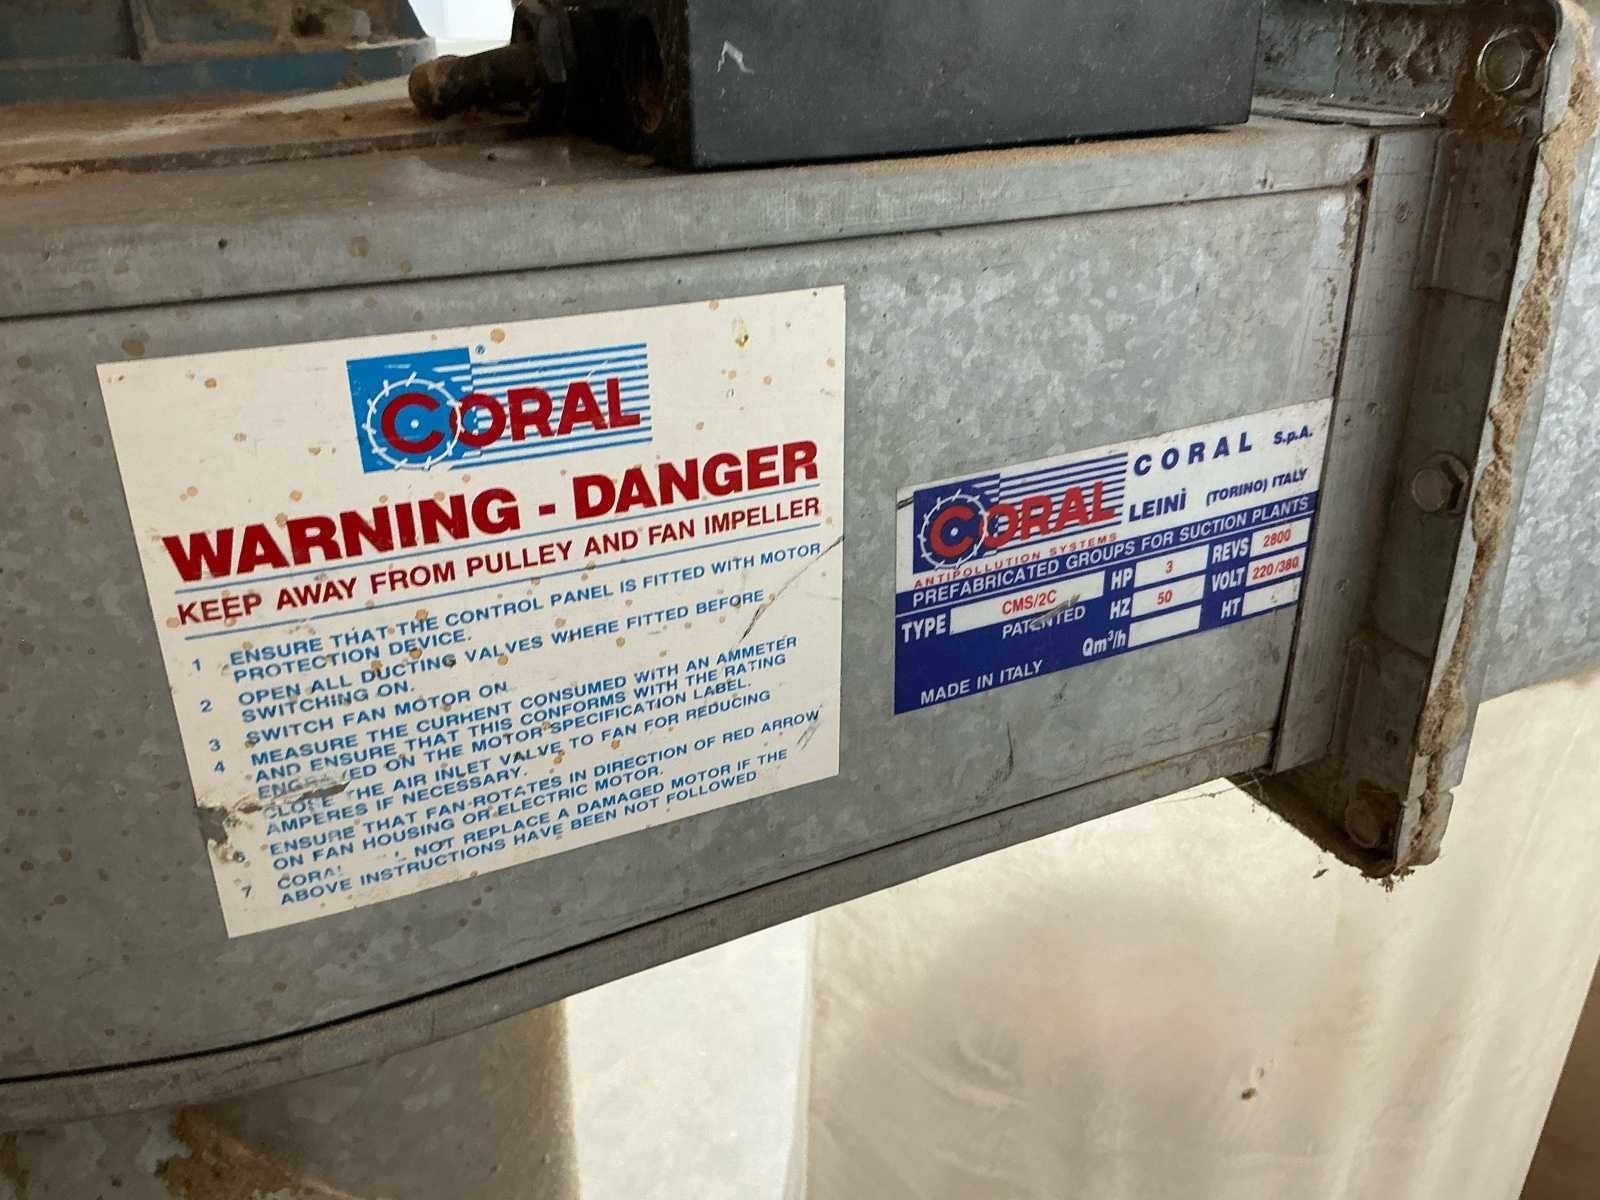 CORAL
WARNING - DANGER
KEEP AWAY FROM PULLEY AND FAN IMPELLER
1 ENSURE THAT THE CONTROL PANEL IS FITTED WITH MOTOR
PROTECTION DEVICE.
2 OPEN ALL DUCTING VALVES WHERE FITTED BEFORE
SWITCHING ON.
3 SWITCH FAN MOTOR ON
4 MEASURE THE CURRENT CONSUMED WITH AN AMMETER
AND ENSURE THAT THIS CONFORMS WITH THE RATING
ENGRAVED ON THE MOTOR SPECIFICATION LABEL.
CLOSE THE AIR INLET VALVE TO FAN FOR REDUCING
AMPERES IF NECESSARY.
6 ENSURE THAT FAN ROTATES IN DIRECTION OF RED ARROW
ON FAN HOUSING OR ELECTRIC MOTOR.
7 CORAL NOT REPLACE A DAMAGED MOTOR IF THE
ABOVE INSTRUCTIONS HAVE BEEN NOT FOLLOWED
CORAL
ANTIPOLLUTION SYSTEMS
CORAL S.p.A.
LEINİ (TORINO) ITALY
PREFABRICATED GROUPS FOR SUCTION PLANTS
TYPE CMS/2C HP 3 REVS 2800
PATENTED HZ 50 VOLT 220/380
Qm³/h HT
MADE IN ITALY